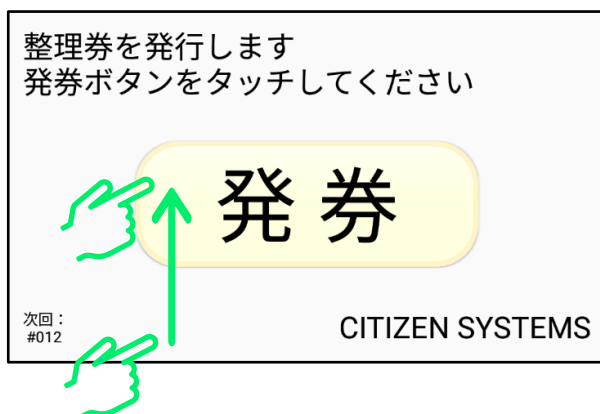 整理券を発行します
発券ボタンをタッチしてください
発券
次回：
#012
CITIZEN SYSTEMS